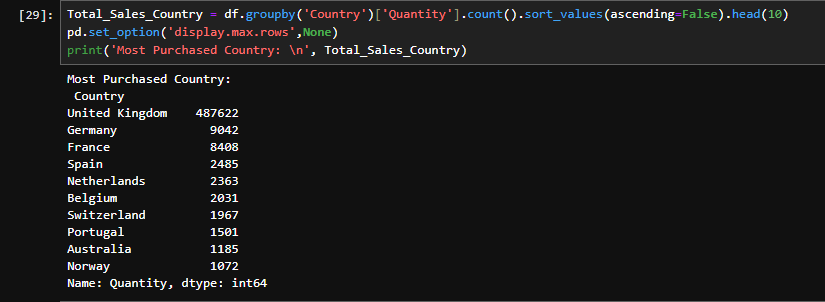 [29]: Total_Sales_Country = df.groupby('Country')['Quantity'].count().sort_values(ascending=False).head(10)
pd.set_option('display.max.rows',None)
print('Most Purchased Country: \n', Total_Sales_Country)
Most Purchased Country:
 Country
United Kingdom    487622
Germany             9042
France              8408
Spain               2485
Netherlands         2363
Belgium             2031
Switzerland         1967
Portugal            1501
Australia           1185
Norway              1072
Name: Quantity, dtype: int64